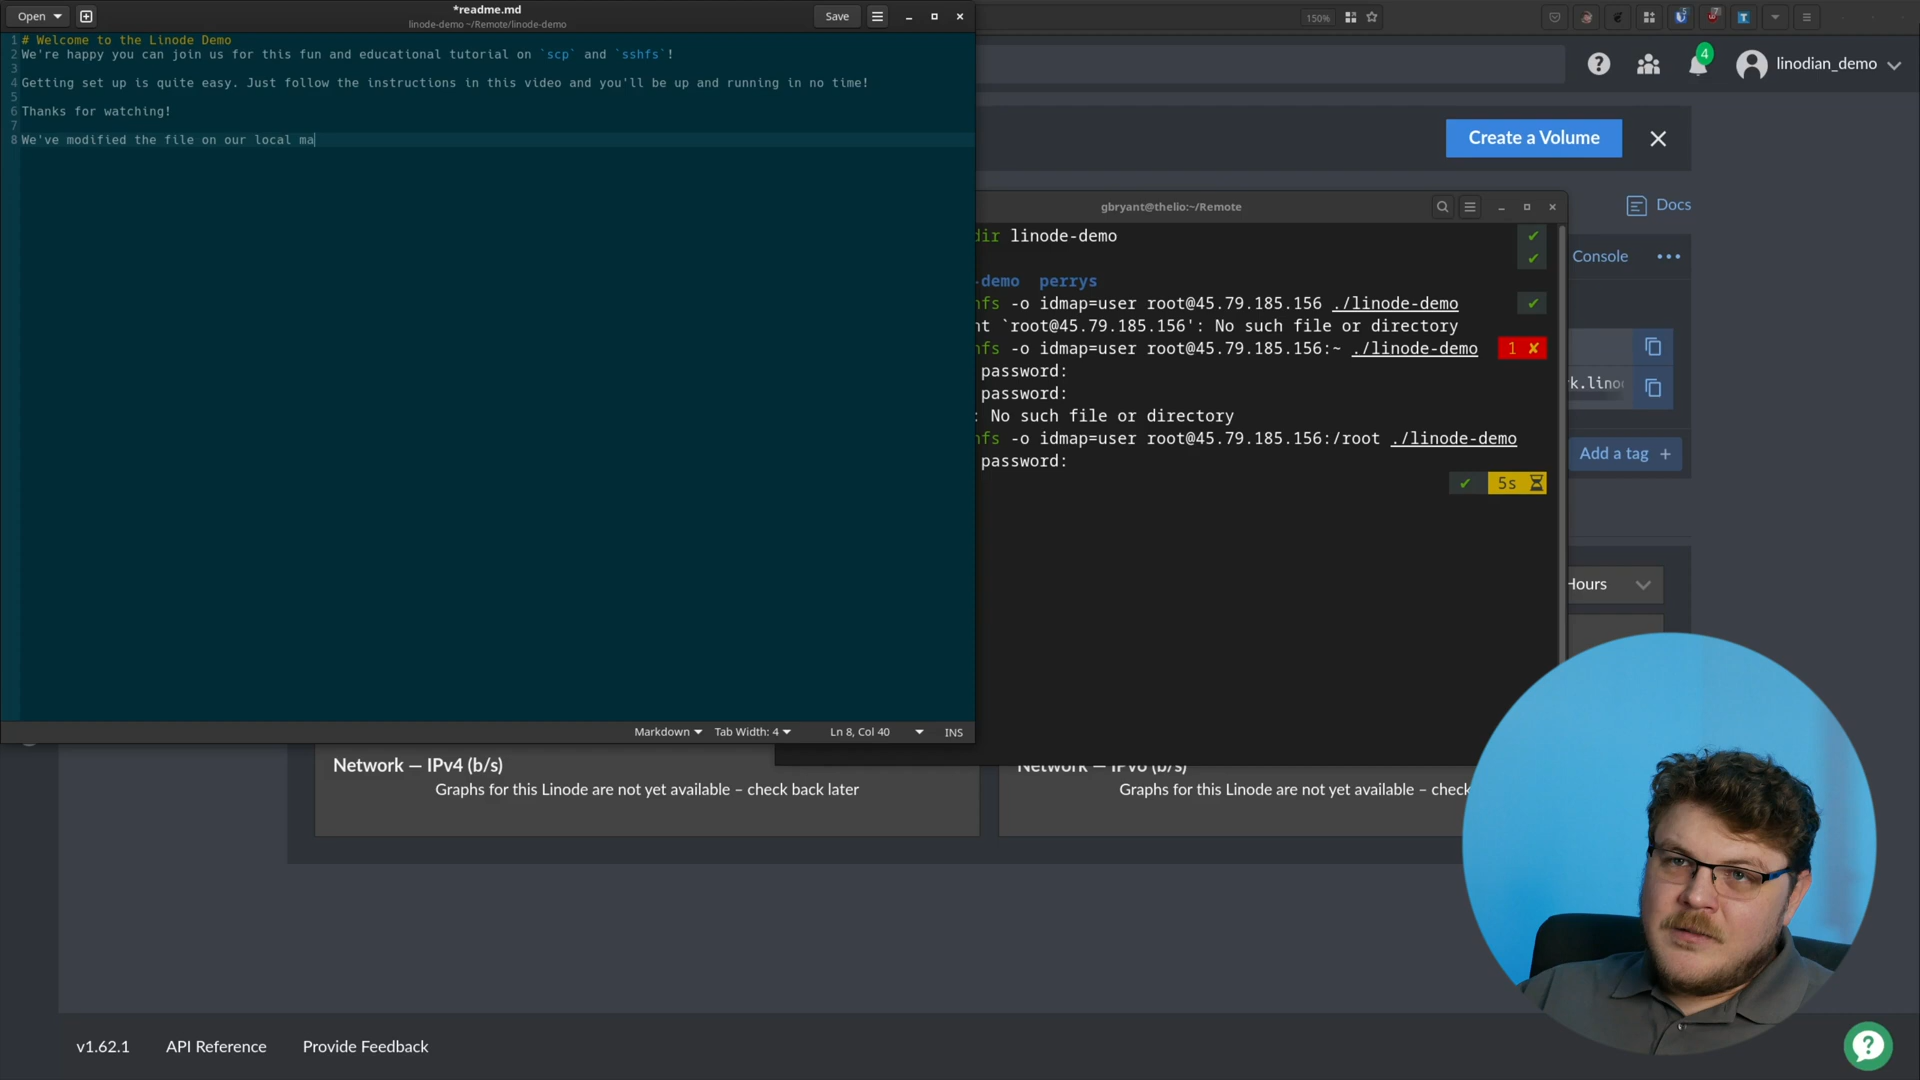 Open
*readme.md
linode-demo ~/Remote/linode-demo
Save
150%
5
7
T
1 # Welcome to the Linode Demo
2 We're happy you can join us for this fun and educational tutorial on `scp` and `sshfs`!
3
4 Getting set up is quite easy. Just follow the instructions in this video and you'll be up and running in no time!
5
6 Thanks for watching!
7
8 We've modified the file on our local ma
4
linodian_demo
Create a Volume
Docs
gbryant@thelio:~/Remote
dir linode-demo
-demo perrys
hfs -o idmap=user root@45.79.185.156 ./linode-demo
nt `root@45.79.185.156': No such file or directory
hfs -o idmap=user root@45.79.185.156:~ ./linode-demo 1 ✘
password:
password:
: No such file or directory
hfs -o idmap=user root@45.79.185.156:/root ./linode-demo
password:
5s
Console
k.lino
Add a tag +
Hours
Markdown
Tab Width: 4
Ln 8, Col 40
INS
Network — IPv4 (b/s)
Graphs for this Linode are not yet available – check back later
Network — IPv6 (b/s)
Graphs for this Linode are not yet available – check
v1.62.1
API Reference
Provide Feedback